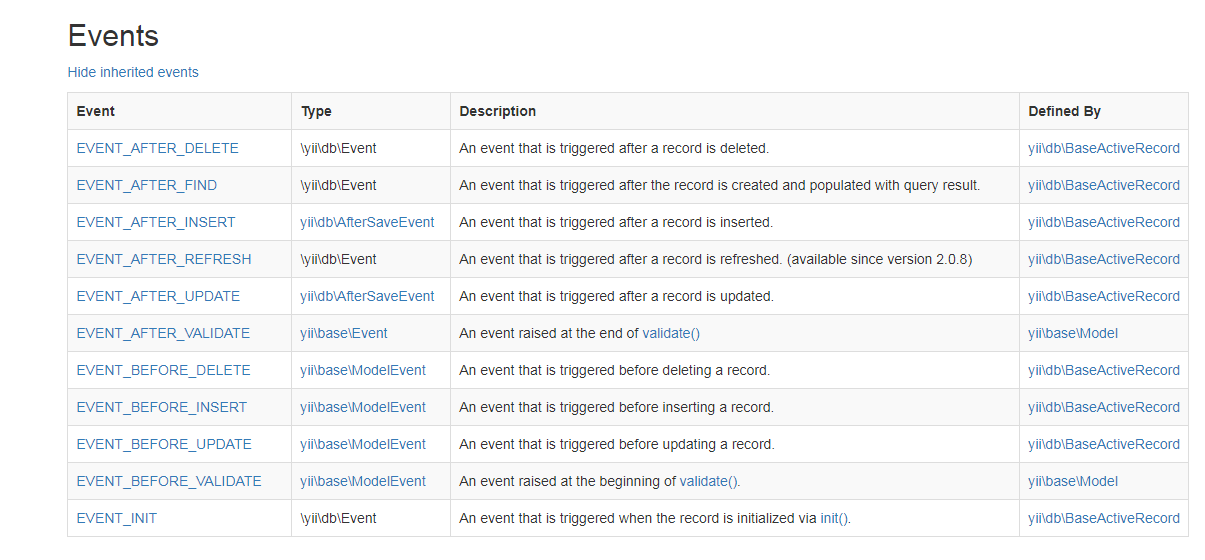 Events
Hide inherited events
Event Type Description Defined By
EVENT_AFTER_DELETE \yii\db\Event An event that is triggered after a record is deleted. yii\db\BaseActiveRecord
EVENT_AFTER_FIND \yii\db\Event An event that is triggered after the record is created and populated with query result. yii\db\BaseActiveRecord
EVENT_AFTER_INSERT yii\db\AfterSaveEvent An event that is triggered after a record is inserted. yii\db\BaseActiveRecord
EVENT_AFTER_REFRESH \yii\db\Event An event that is triggered after a record is refreshed. (available since version 2.0.8) yii\db\BaseActiveRecord
EVENT_AFTER_UPDATE yii\db\AfterSaveEvent An event that is triggered after a record is updated. yii\db\BaseActiveRecord
EVENT_AFTER_VALIDATE yii\base\Event An event raised at the end of validate() yii\base\Model
EVENT_BEFORE_DELETE yii\base\ModelEvent An event that is triggered before deleting a record. yii\db\BaseActiveRecord
EVENT_BEFORE_INSERT yii\base\ModelEvent An event that is triggered before inserting a record. yii\db\BaseActiveRecord
EVENT_BEFORE_UPDATE yii\base\ModelEvent An event that is triggered before updating a record. yii\db\BaseActiveRecord
EVENT_BEFORE_VALIDATE yii\base\ModelEvent An event raised at the beginning of validate(). yii\base\Model
EVENT_INIT \yii\db\Event An event that is triggered when the record is initialized via init(). yii\db\BaseActiveRecord